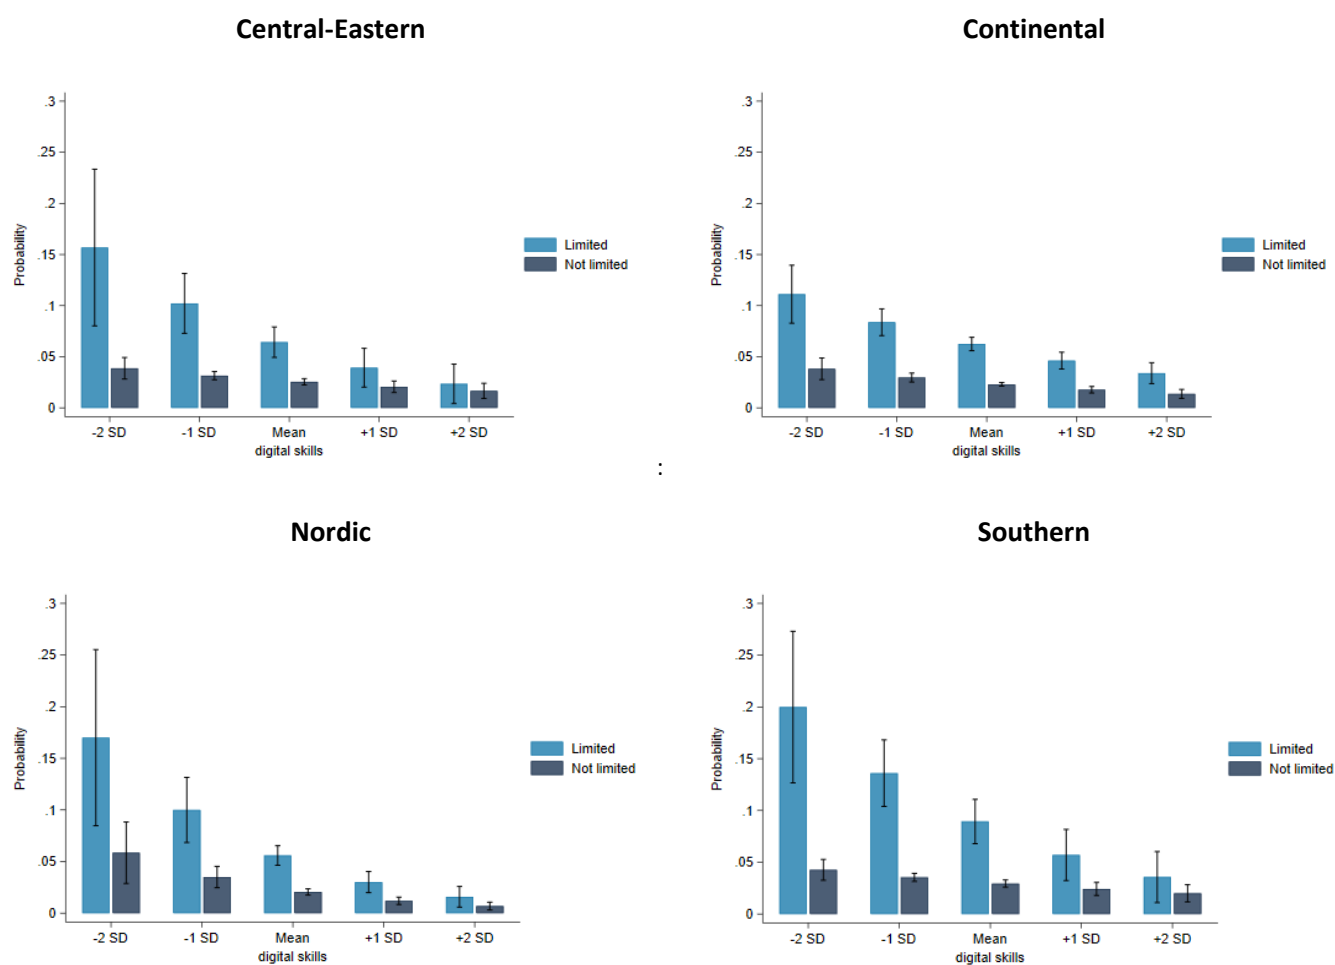 Central-Eastern
.3
.25
.2
.15
.1
.05
0
Probability
-2 SD -1 SD Mean +1 SD +2 SD
digital skills
Limited
Not limited
Continental
.3
.25
.2
.15
.1
.05
0
Probability
-2 SD -1 SD Mean +1 SD +2 SD
digital skills
Limited
Not limited
:
Nordic
.3
.25
.2
.15
.1
.05
0
Probability
-2 SD -1 SD Mean +1 SD +2 SD
digital skills
Limited
Not limited
Southern
.3
.25
.2
.15
.1
.05
0
Probability
-2 SD -1 SD Mean +1 SD +2 SD
digital skills
Limited
Not limited